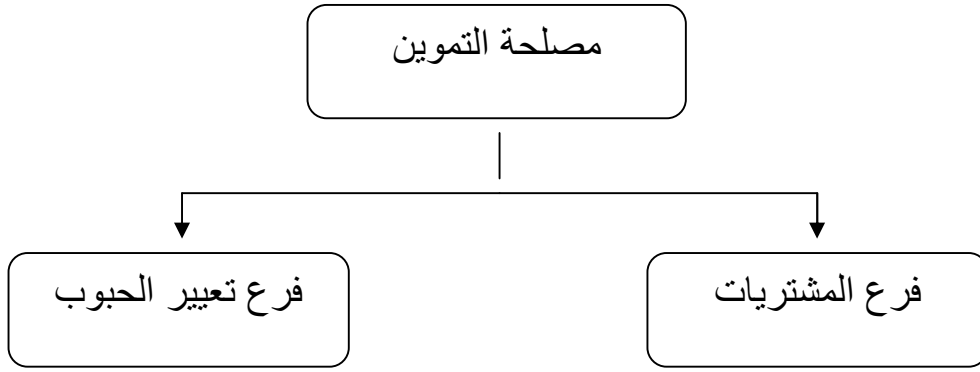 مصلحة التموين
فرع المشتريات
فرع تعيير الحبوب